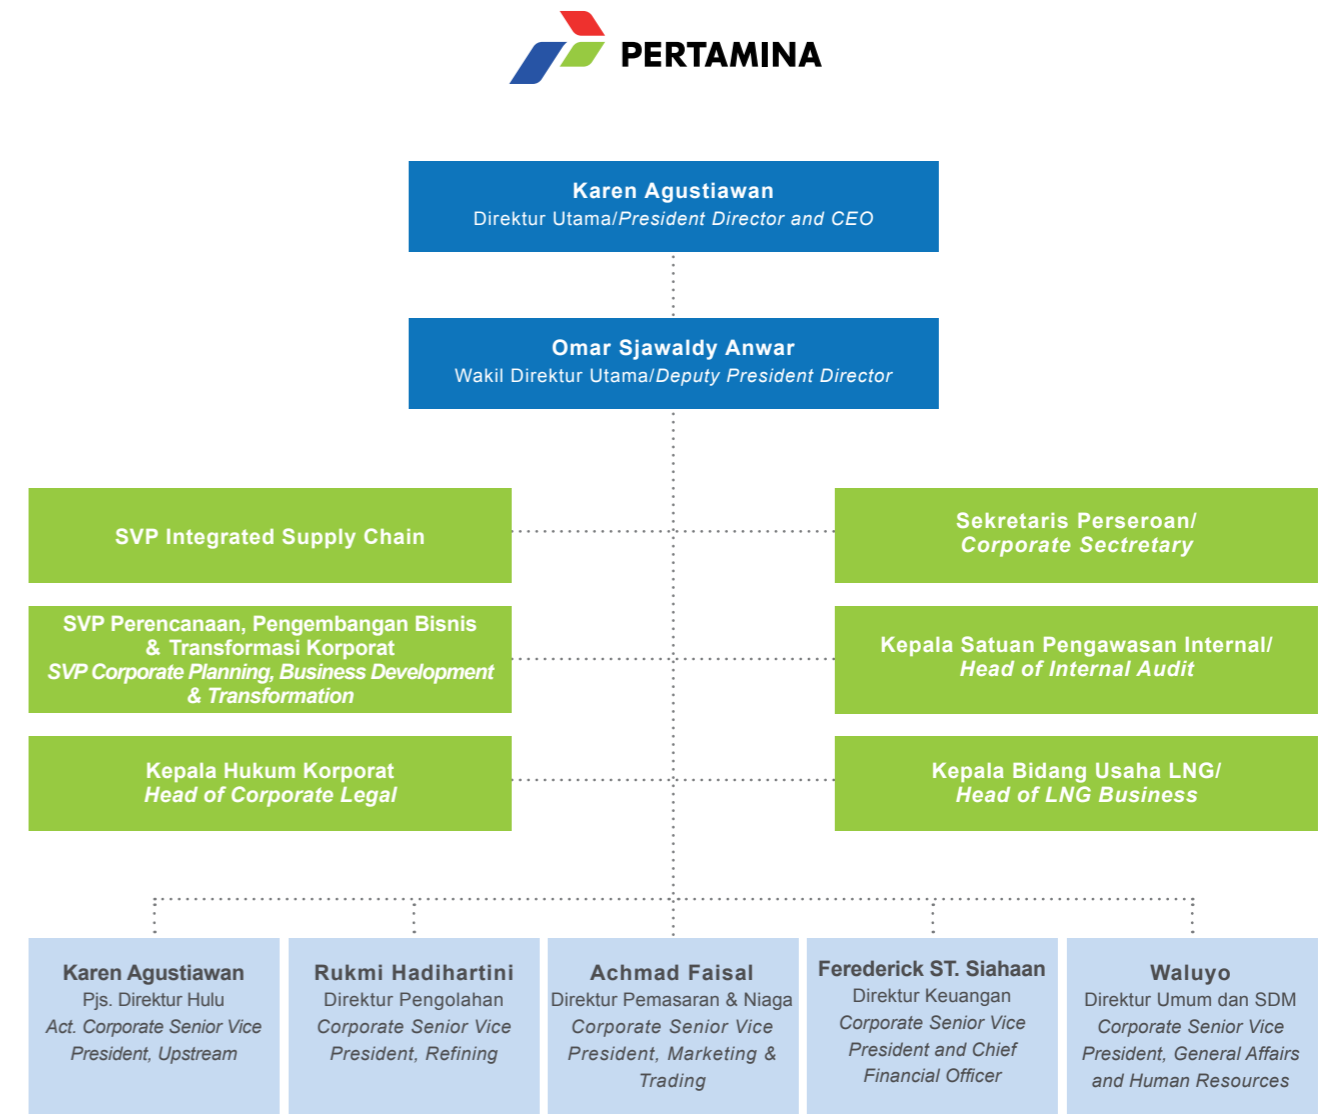 PERTAMINA
Karen Agustiawan
Direktur Utama/President Director and CEO
Omar Sjawaldy Anwar
Wakil Direktur Utama/Deputy President Director
SVP Integrated Supply Chain
Sekretaris Perseroan/
Corporate Sectretary
SVP Perencanaan, Pengembangan Bisnis
& Transformasi Korporat
SVP Corporate Planning, Business Development
& Transformation
Kepala Satuan Pengawasan Internal/
Head of Internal Audit
Kepala Hukum Korporat
Head of Corporate Legal
Kepala Bidang Usaha LNG/
Head of LNG Business
Karen Agustiawan
Pjs. Direktur Hulu
Act. Corporate Senior Vice
President, Upstream
Rukmi Hadihartini
Direktur Pengolahan
Corporate Senior Vice
President, Refining
Achmad Faisal
Direktur Pemasaran & Niaga
Corporate Senior Vice
President, Marketing &
Trading
Ferederick ST. Siahaan
Direktur Keuangan
Corporate Senior Vice
President and Chief
Financial Officer
Waluyo
Direktur Umum dan SDM
Corporate Senior Vice
President, General Affairs
and Human Resources